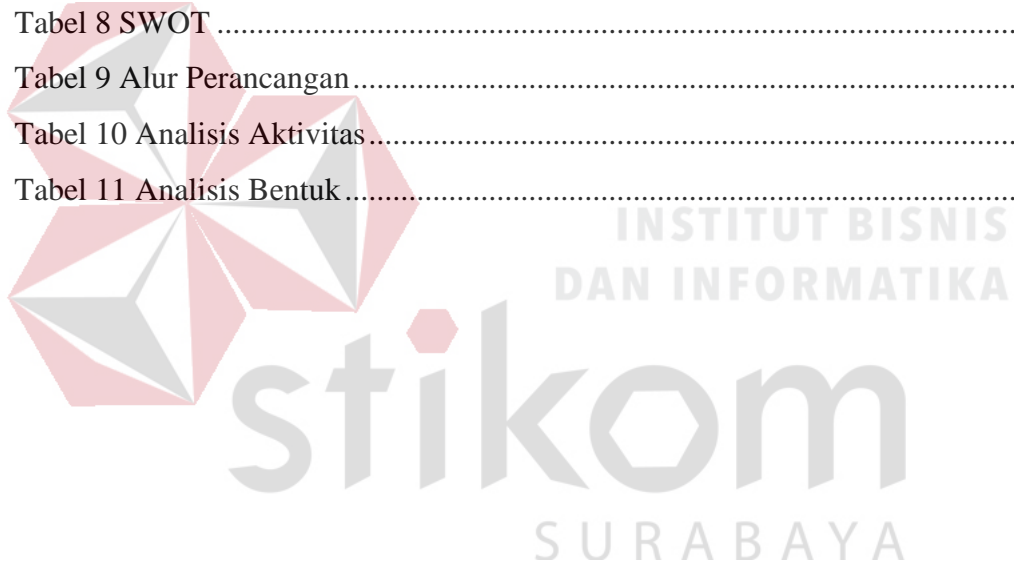 Tabel 8 SWOT ........................................................................................................
Tabel 9 Alur Perancangan ......................................................................................
Tabel 10 Analisis Aktivitas.....................................................................................
Tabel 11 Analisis Bentuk ........................................................................................
INSTITUT BISNIS
DAN INFORMATIKA
stikom
SURABAYA